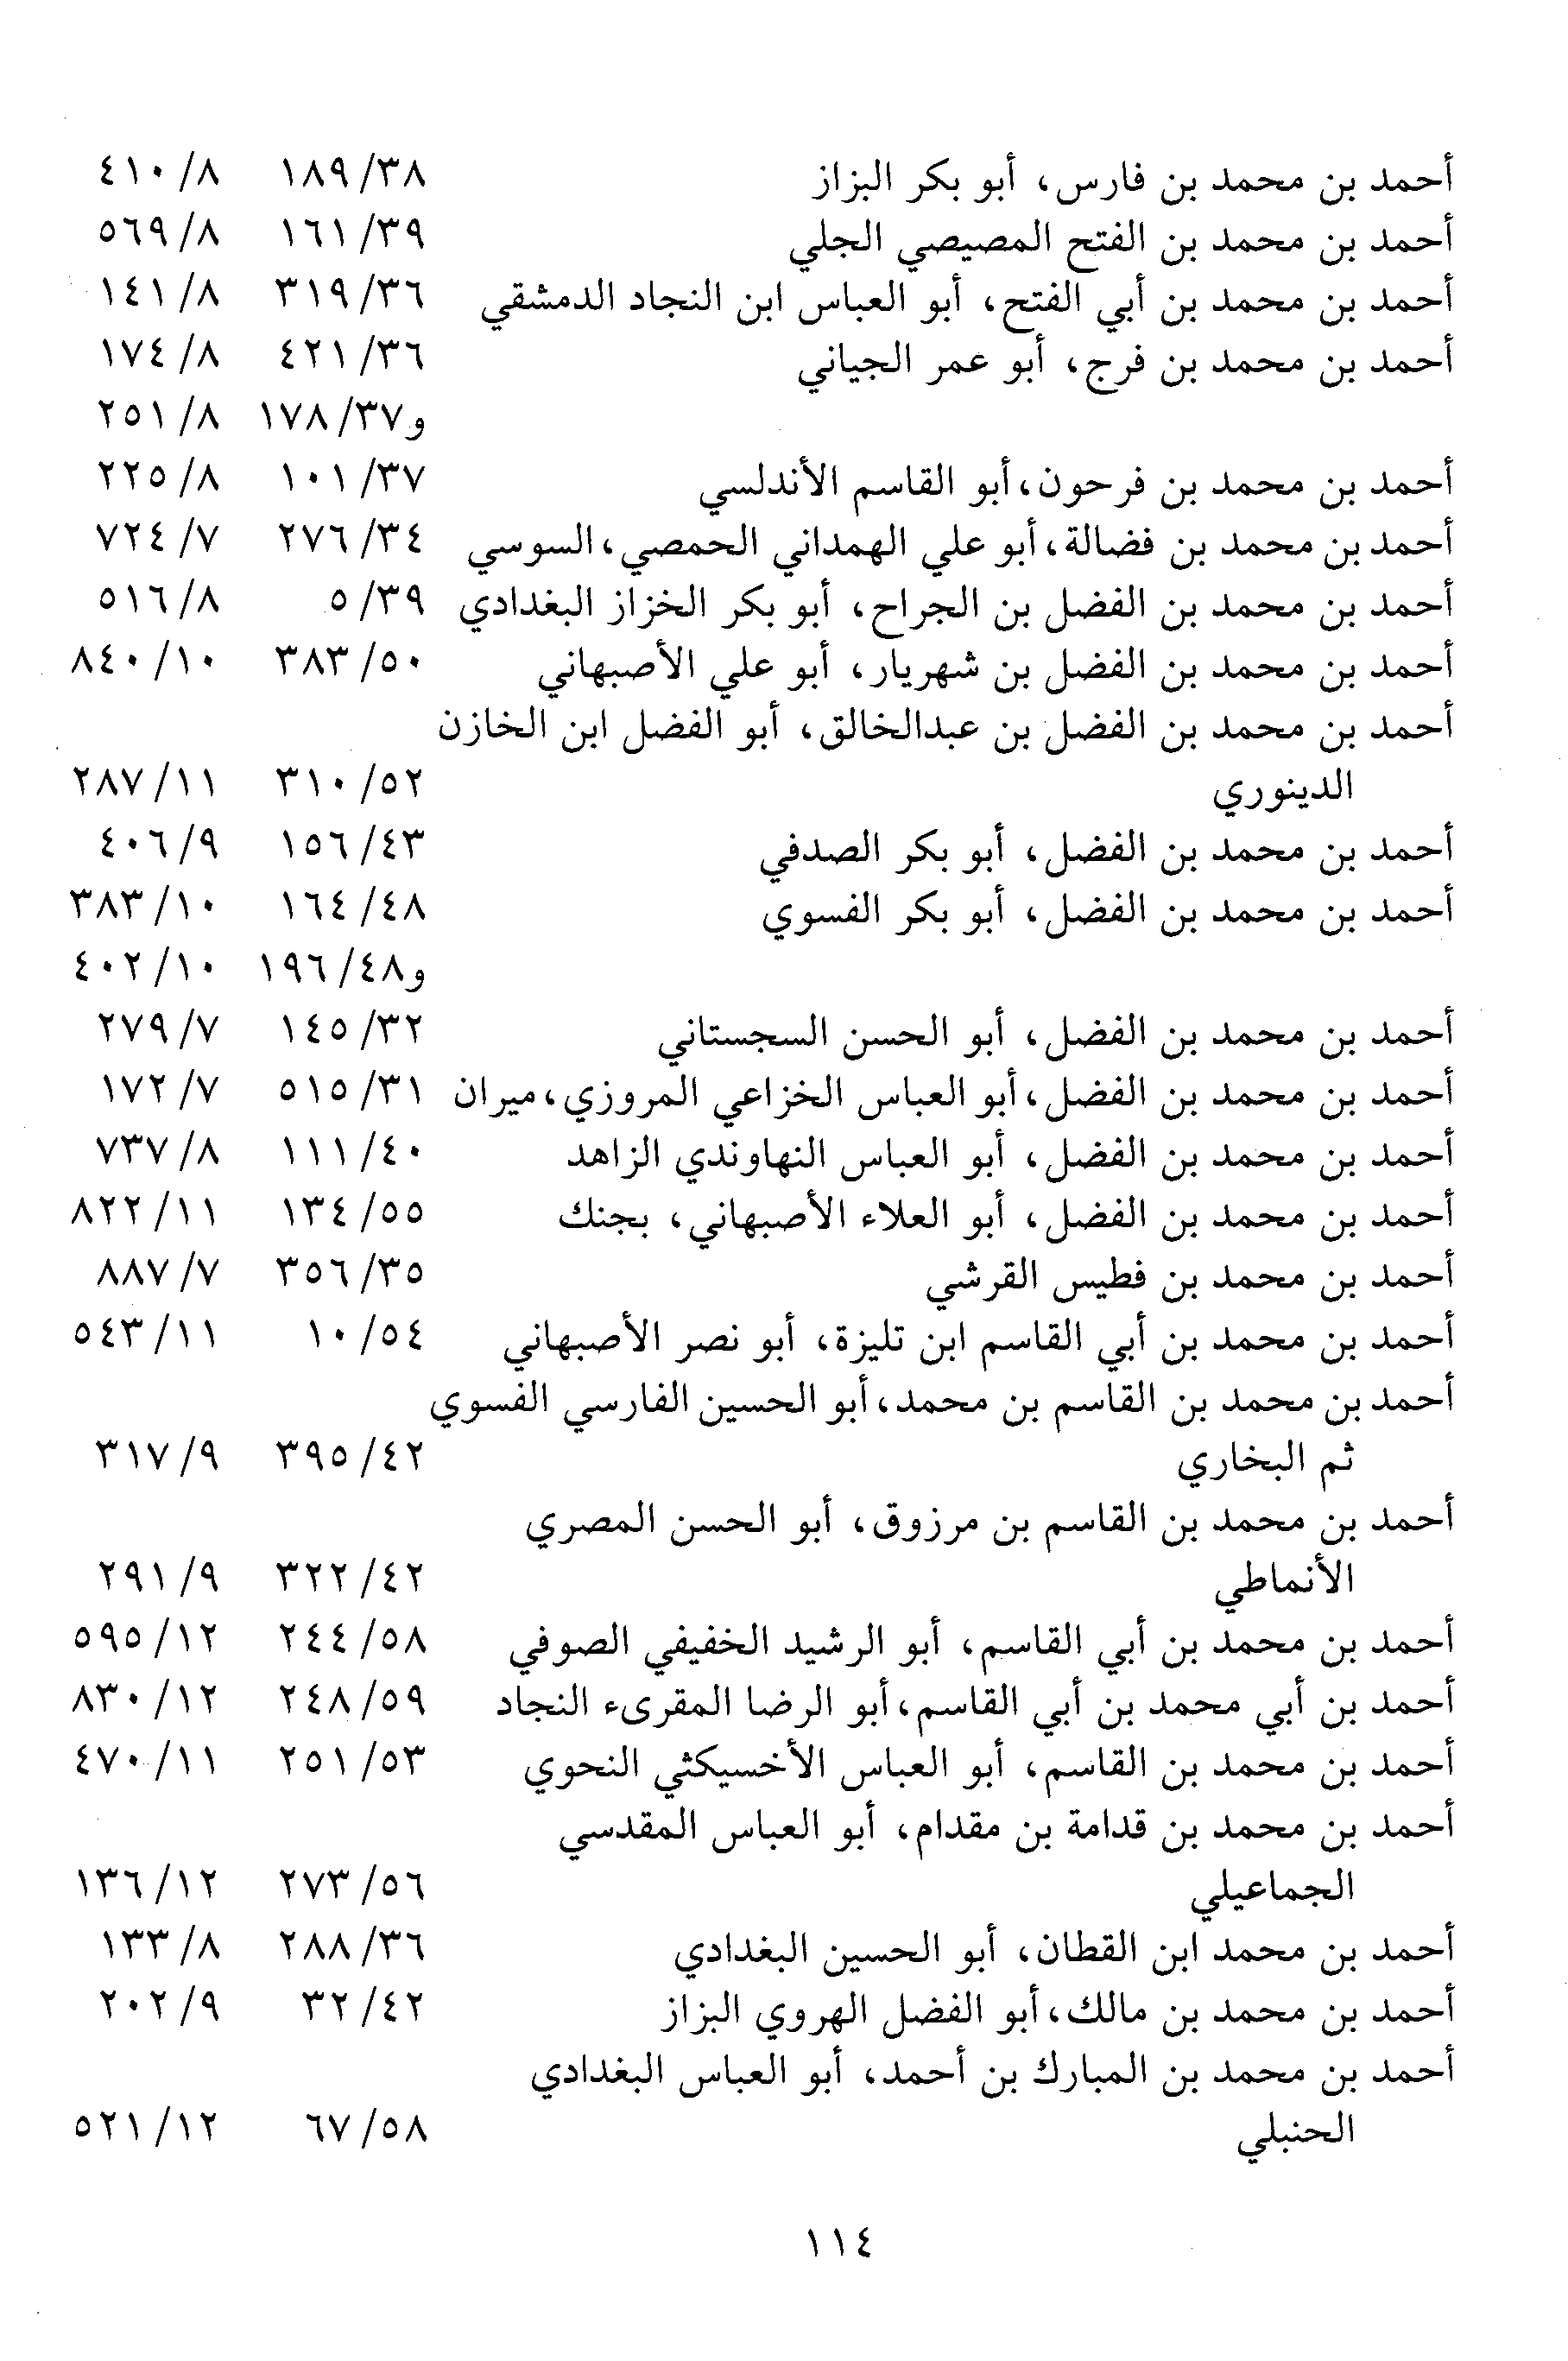 أحمد بن محمد بن فارس، أبو بكر البزاز ٣٨/ ١٨٩ ٨/ ٤١٠
أحمد بن محمد بن الفتح المصيصي الجلي ٣٩/ ١٦١ ٨/ ٥٦٩
أحمد بن محمد بن أبي الفتح، أبو العباس ابن النجاد الدمشقي ٣٦/ ٣١٩ ٨/ ١٤١
أحمد بن محمد بن فرج، أبو عمر الجياني ٣٦/ ٤٢١ ٨/ ١٧٤
و٣٧/ ١٧٨ ٨/ ٢٥١
أحمد بن محمد بن فرحون، أبو القاسم الأندلسي ٣٧/ ١٠١ ٨/ ٢٢٥
أحمد بن محمد بن فضالة، أبو علي الهمداني الحمصي، السوسي ٣٤/ ٢٧٦ ٧/ ٧٢٤
أحمد بن محمد بن الفضل بن الجراح، أبو بكر الخزاز البغدادي ٣٩/ ٥ ٨/ ٥١٦
أحمد بن محمد بن الفضل بن شهريار، أبو علي الأصبهاني ٥٠/ ٣٨٣ ١٠/ ٨٤٠
أحمد بن محمد بن الفضل بن عبدالخالق، أبو الفضل ابن الخازن
الدينوري ٥٢/ ٣١٠ ١١/ ٢٨٧
أحمد بن محمد بن الفضل، أبو بكر الصدفي ٤٣/ ١٥٦ ٩/ ٤٠٦
أحمد بن محمد بن الفضل، أبو بكر الفسوي ٤٨/ ١٦٤ ١٠/ ٣٨٣
و٤٨/ ١٩٦ ١٠/ ٤٠٢
أحمد بن محمد بن الفضل، أبو الحسن السجستاني ٣٢/ ١٤٥ ٧/ ٢٧٩
أحمد بن محمد بن الفضل، أبو العباس الخزاعي المروزي، ميران ٣١/ ٥١٥ ٧/ ١٧٢
أحمد بن محمد بن الفضل، أبو العباس النهاوندي الزاهد ٤٠/ ١١١ ٨/ ٧٣٧
أحمد بن محمد بن الفضل، أبو العلاء الأصبهاني، بجنك ٥٥/ ١٣٤ ١١/ ٨٢٢
أحمد بن محمد بن فطيس القرشي ٣٥/ ٣٥٦ ٧/ ٨٨٧
أحمد بن محمد بن أبي القاسم ابن تليزة، أبو نصر الأصبهاني ٥٤/ ١٠ ١١/ ٥٤٣
أحمد بن محمد بن القاسم بن محمد، أبو الحسين الفارسي الفسوي
ثم البخاري ٤٢/ ٣٩٥ ٩/ ٣١٧
أحمد بن محمد بن القاسم بن مرزوق، أبو الحسن المصري
الأنماطي ٤٢/ ٣٢٢ ٩/ ٢٩١
أحمد بن محمد بن أبي القاسم، أبو الرشيد الخفيفي الصوفي ٥٨/ ٢٤٤ ١٢/ ٥٩٥
أحمد بن أبي محمد بن أبي القاسم، أبو الرضا المقرىء النجاد ٥٩/ ٢٤٨ ١٢/ ٨٣٠
أحمد بن محمد بن القاسم، أبو العباس الأخسيكثي النحوي ٥٣/ ٢٥١ ١١/ ٤٧٠
أحمد بن محمد بن قدامة بن مقدام، أبو العباس المقدسي
الجماعيلي ٥٦/ ٢٧٣ ١٢/ ١٣٦
أحمد بن محمد ابن القطان، أبو الحسين البغدادي ٣٦/ ٢٨٨ ٨/ ١٣٣
أحمد بن محمد بن مالك، أبو الفضل الهروي البزاز ٤٢/ ٣٢ ٩/ ٢٠٢
أحمد بن محمد بن المبارك بن أحمد، أبو العباس البغدادي
الحنبلي ٥٨/ ٦٧ ١٢/ ٥٢١
١١٤